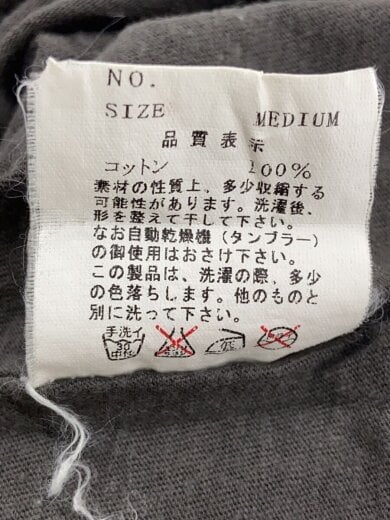 NO.
SIZE MEDIUM
品質表示
コットン 100%
素材の性質上、多少収縮する
可能性があります。洗濯後、
形を整えて干して下さい。
なお自動乾燥機（タンブラー）
の御使用はおさけ下さい。
この製品は、洗濯の際、多少
の色落ちします。他のものと
別に洗って下さい。
手洗イ
30
中性